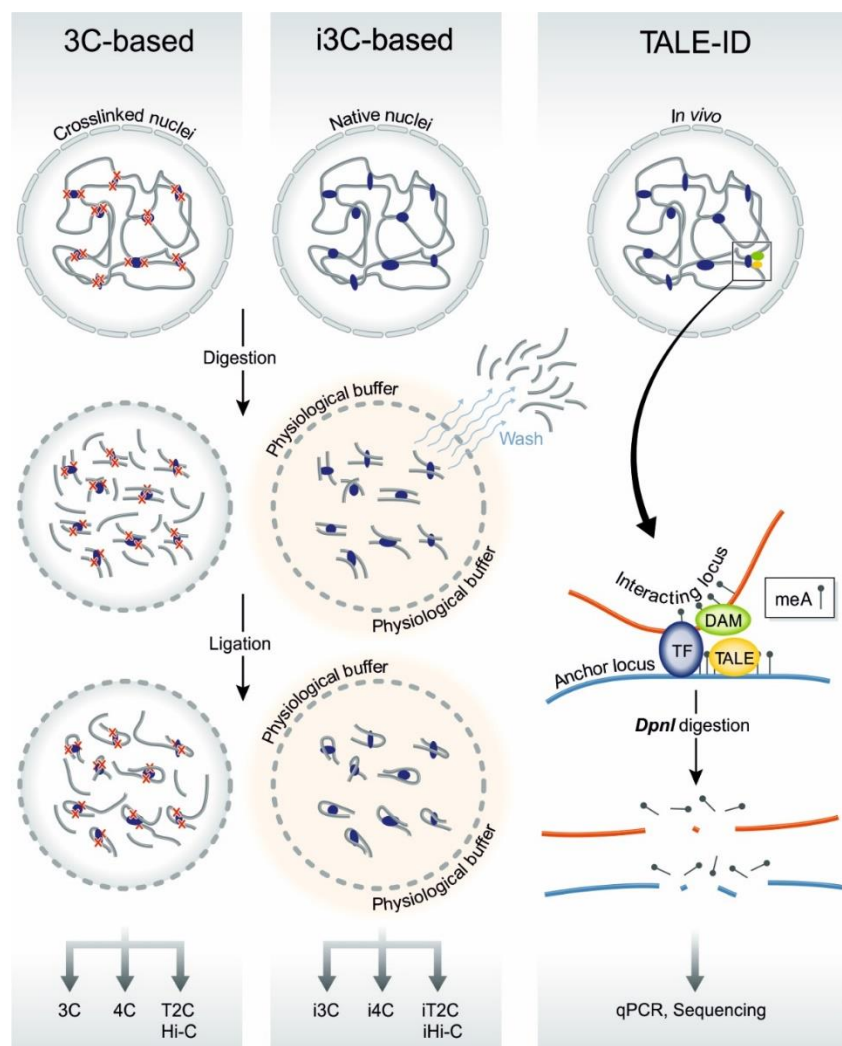 3C-based
i3C-based
TALE-ID
Crosslinked nuclei
Native nuclei
In vivo
Digestion
Physiological buffer
Wash
Physiological buffer
Interacting locus
meA
DAM
TF
TALE
Anchor locus
Ligation
Physiological buffer
DpnI digestion
Physiological buffer
3C
4C
T2C
Hi-C
i3C
i4C
iT2C
iHi-C
qPCR, Sequencing